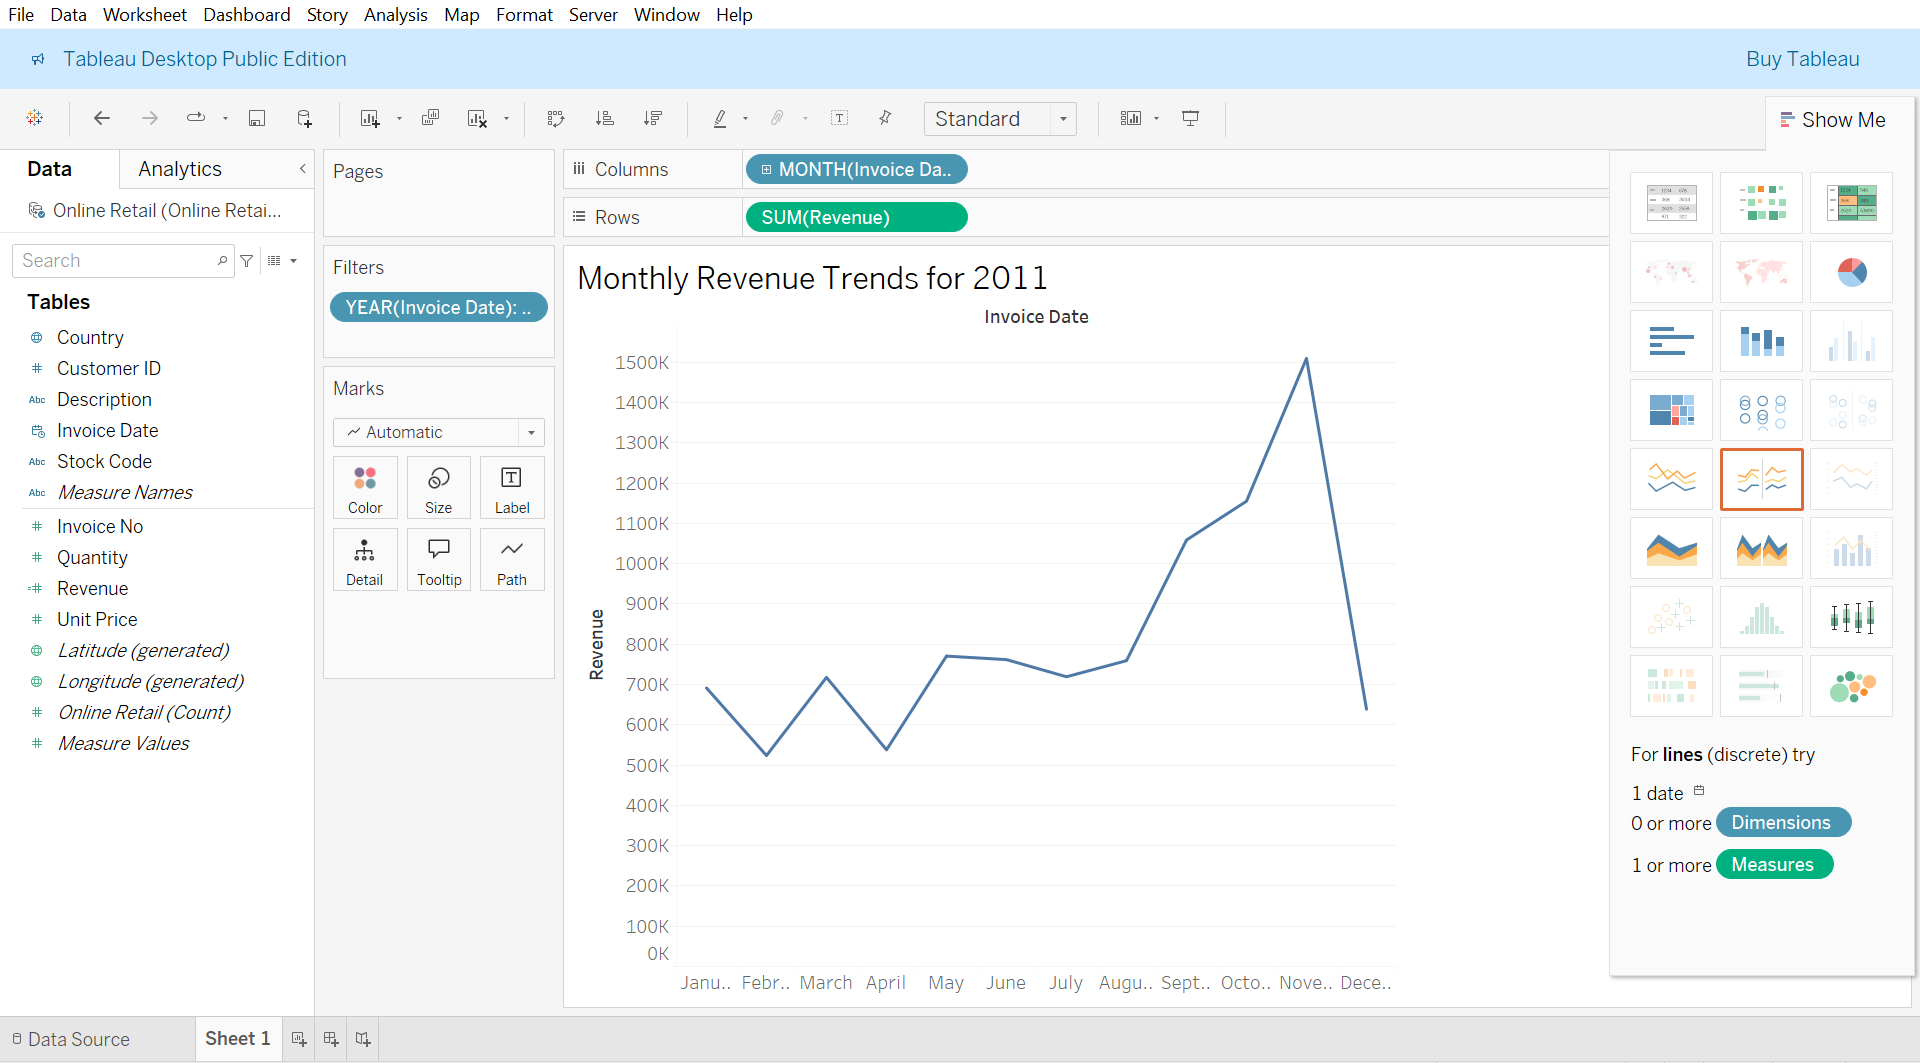 File Data Worksheet Dashboard Story Analysis Map Format Server Window Help
Tableau Desktop Public Edition
Buy Tableau
Standard
Show Me
Data
Analytics
Online Retail (Online Retai...
Search
Tables
Country
Customer ID
Abc Description
Invoice Date
Abc Stock Code
Abc Measure Names
Invoice No
Quantity
Revenue
Unit Price
Latitude (generated)
Longitude (generated)
Online Retail (Count)
Measure Values
Pages
Filters
YEAR(Invoice Date): ..
Marks
Automatic
Color
Size
Label
Detail
Tooltip
Path
Columns
MONTH(Invoice Da..
Rows
SUM(Revenue)
Monthly Revenue Trends for 2011
Invoice Date
Revenue
1500K
1400K
1300K
1200K
1100K
1000K
900K
800K
700K
600K
500K
400K
300K
200K
100K
0K
Janu.. Febr.. March April May June July Augu.. Sept.. Octo.. Nove.. Dece..
For lines (discrete) try
1 date
0 or more Dimensions
1 or more Measures
Data Source
Sheet 1